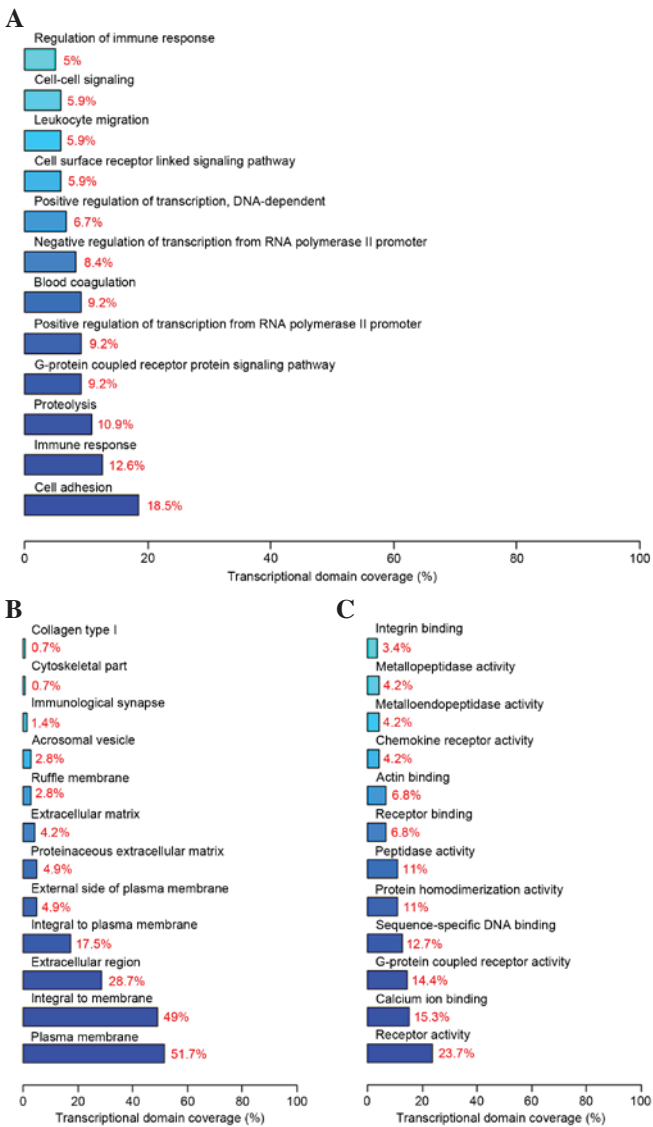 A
Regulation of immune response
5%
Cell-cell signaling
5.9%
Leukocyte migration
5.9%
Cell surface receptor linked signaling pathway
5.9%
Positive regulation of transcription, DNA-dependent
6.7%
Negative regulation of transcription from RNA polymerase II promoter
8.4%
Blood coagulation
9.2%
Positive regulation of transcription from RNA polymerase II promoter
9.2%
G-protein coupled receptor protein signaling pathway
9.2%
Proteolysis
10.9%
Immune response
12.6%
Cell adhesion
18.5%
0 20 40 60 80 100
Transcriptional domain coverage (%)
B
Collagen type I
0.7%
Cytoskeletal part
0.7%
Immunological synapse
1.4%
Acrosomal vesicle
2.8%
Ruffle membrane
2.8%
Extracellular matrix
4.2%
Proteinaceous extracellular matrix
4.9%
External side of plasma membrane
4.9%
Integral to plasma membrane
17.5%
Extracellular region
28.7%
Integral to membrane
49%
Plasma membrane
51.7%
0 20 40 60 80 100
Transcriptional domain coverage (%)
C
Integrin binding
3.4%
Metallopeptidase activity
4.2%
Metalloendopeptidase activity
4.2%
Chemokine receptor activity
4.2%
Actin binding
6.8%
Receptor binding
6.8%
Peptidase activity
11%
Protein homodimerization activity
11%
Sequence-specific DNA binding
12.7%
G-protein coupled receptor activity
14.4%
Calcium ion binding
15.3%
Receptor activity
23.7%
0 20 40 60 80 100
Transcriptional domain coverage (%)